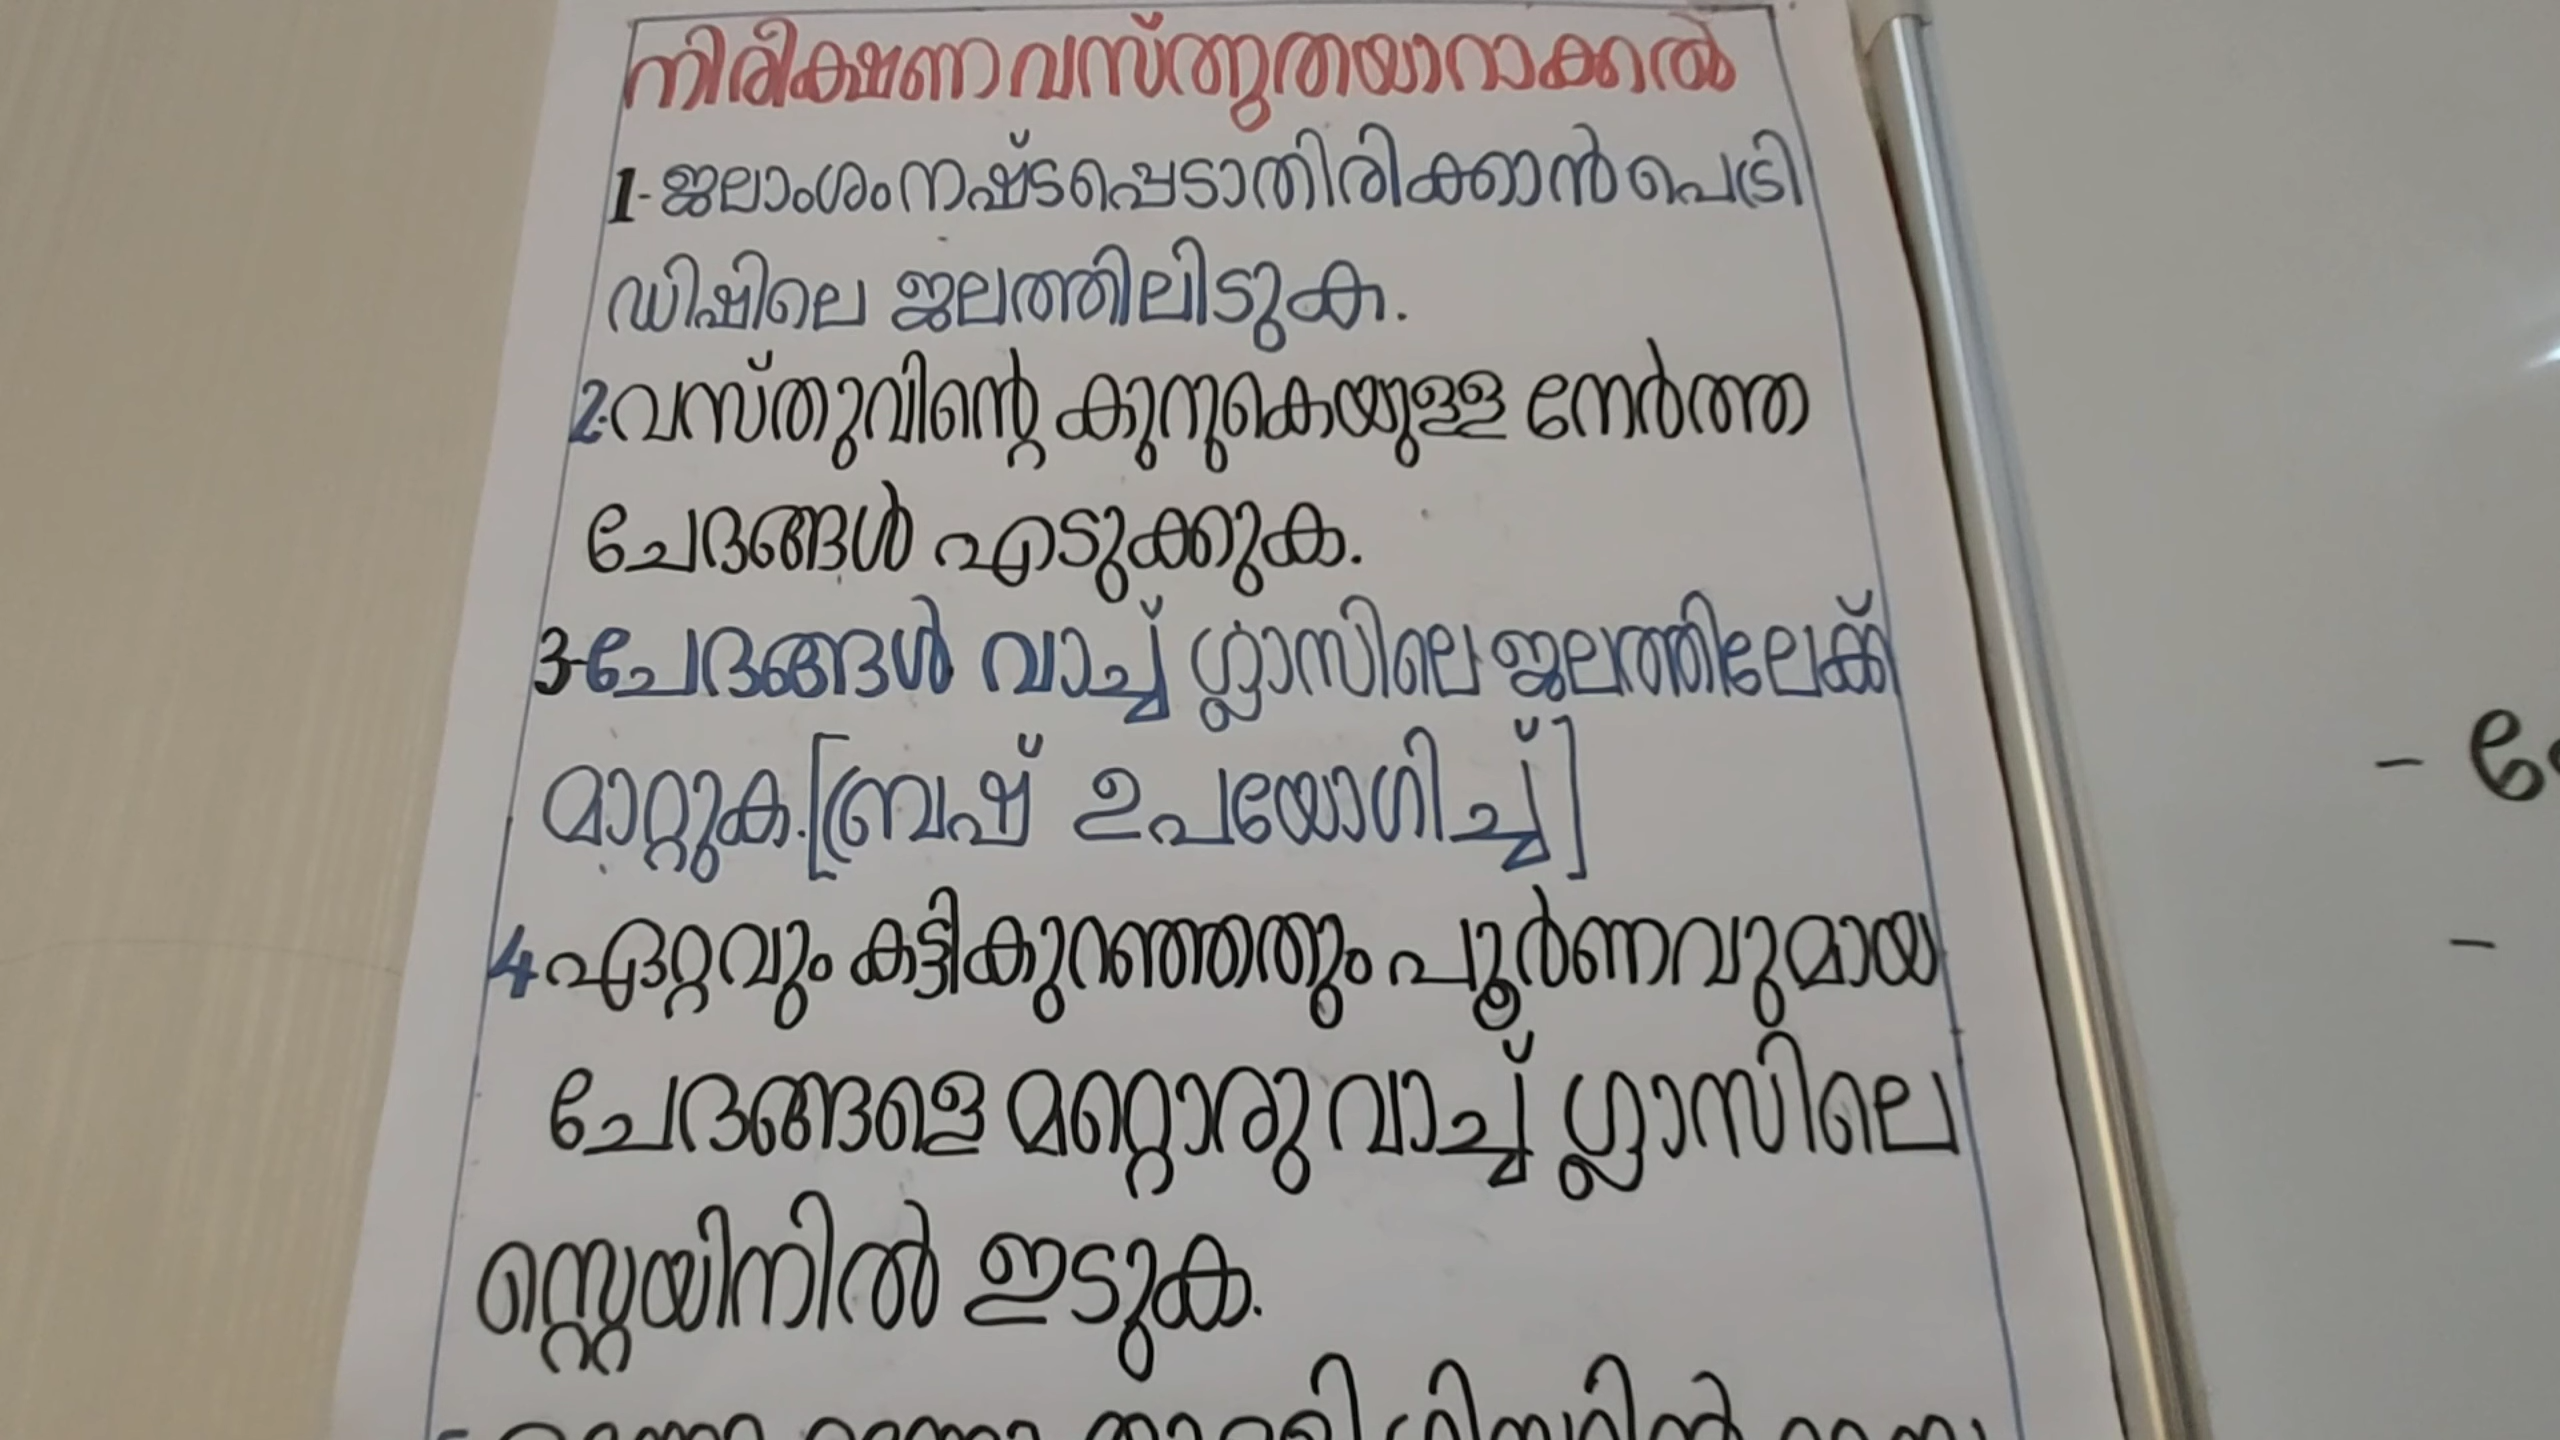 നിരീക്ഷണ വസ്തു തയാറാക്കൽ
1- ജലാംശം നഷ്ടപ്പെടാതിരിക്കാൻ പെട്രി
ഡിഷിലെ ജലത്തിലിടുക.
2-വസ്തുവിന്റെ കുറുകെയുള്ള നേർത്ത
ഛേദങ്ങൾ എടുക്കുക.
3-ഛേദങ്ങൾ വാച്ച് ഗ്ലാസിലെ ജലത്തിലേക്ക്
മാറ്റുക.[ബ്രഷ് ഉപയോഗിച്ച്]
4 ഏറ്റവും കട്ടികുറഞ്ഞതും പൂർണവുമായ
ഛേദങ്ങളെ മറ്റൊരു വാച്ച് ഗ്ലാസിലെ
സ്റ്റെയിനിൽ ഇടുക.